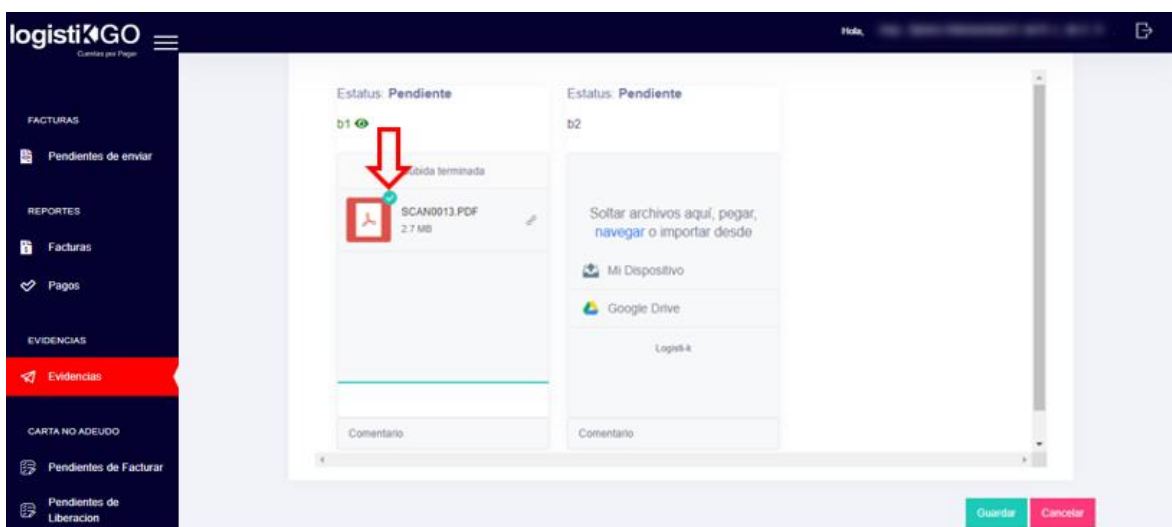 logistiKGO
Cuentas por Pagar
Hola,
FACTURAS
Pendientes de enviar
REPORTES
Facturas
Pagos
EVIDENCIAS
Evidencias
CARTA NO ADEUDO
Pendientes de Facturar
Pendientes de
Liberacion
Estatus: Pendiente
b1
Subida terminada
SCAN0013.PDF
2.7 MB
Comentario
Estatus: Pendiente
b2
Soltar archivos aquí, pegar,
navegar o importar desde
Mi Dispositivo
Google Drive
Logisti-k
Comentario
Guardar
Cancelar